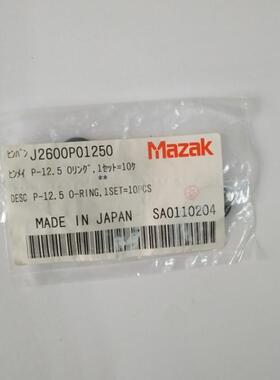 ﾋﾝﾊﾞﾝ J2600P01250
Mazak
ﾋﾝﾒｲ P-12.5 Oﾘﾝｸﾞ,1ｾｯﾄ=10ｹ
**
DESC P-12.5 O-RING,1SET=10PCS
MADE IN JAPAN SA0110204